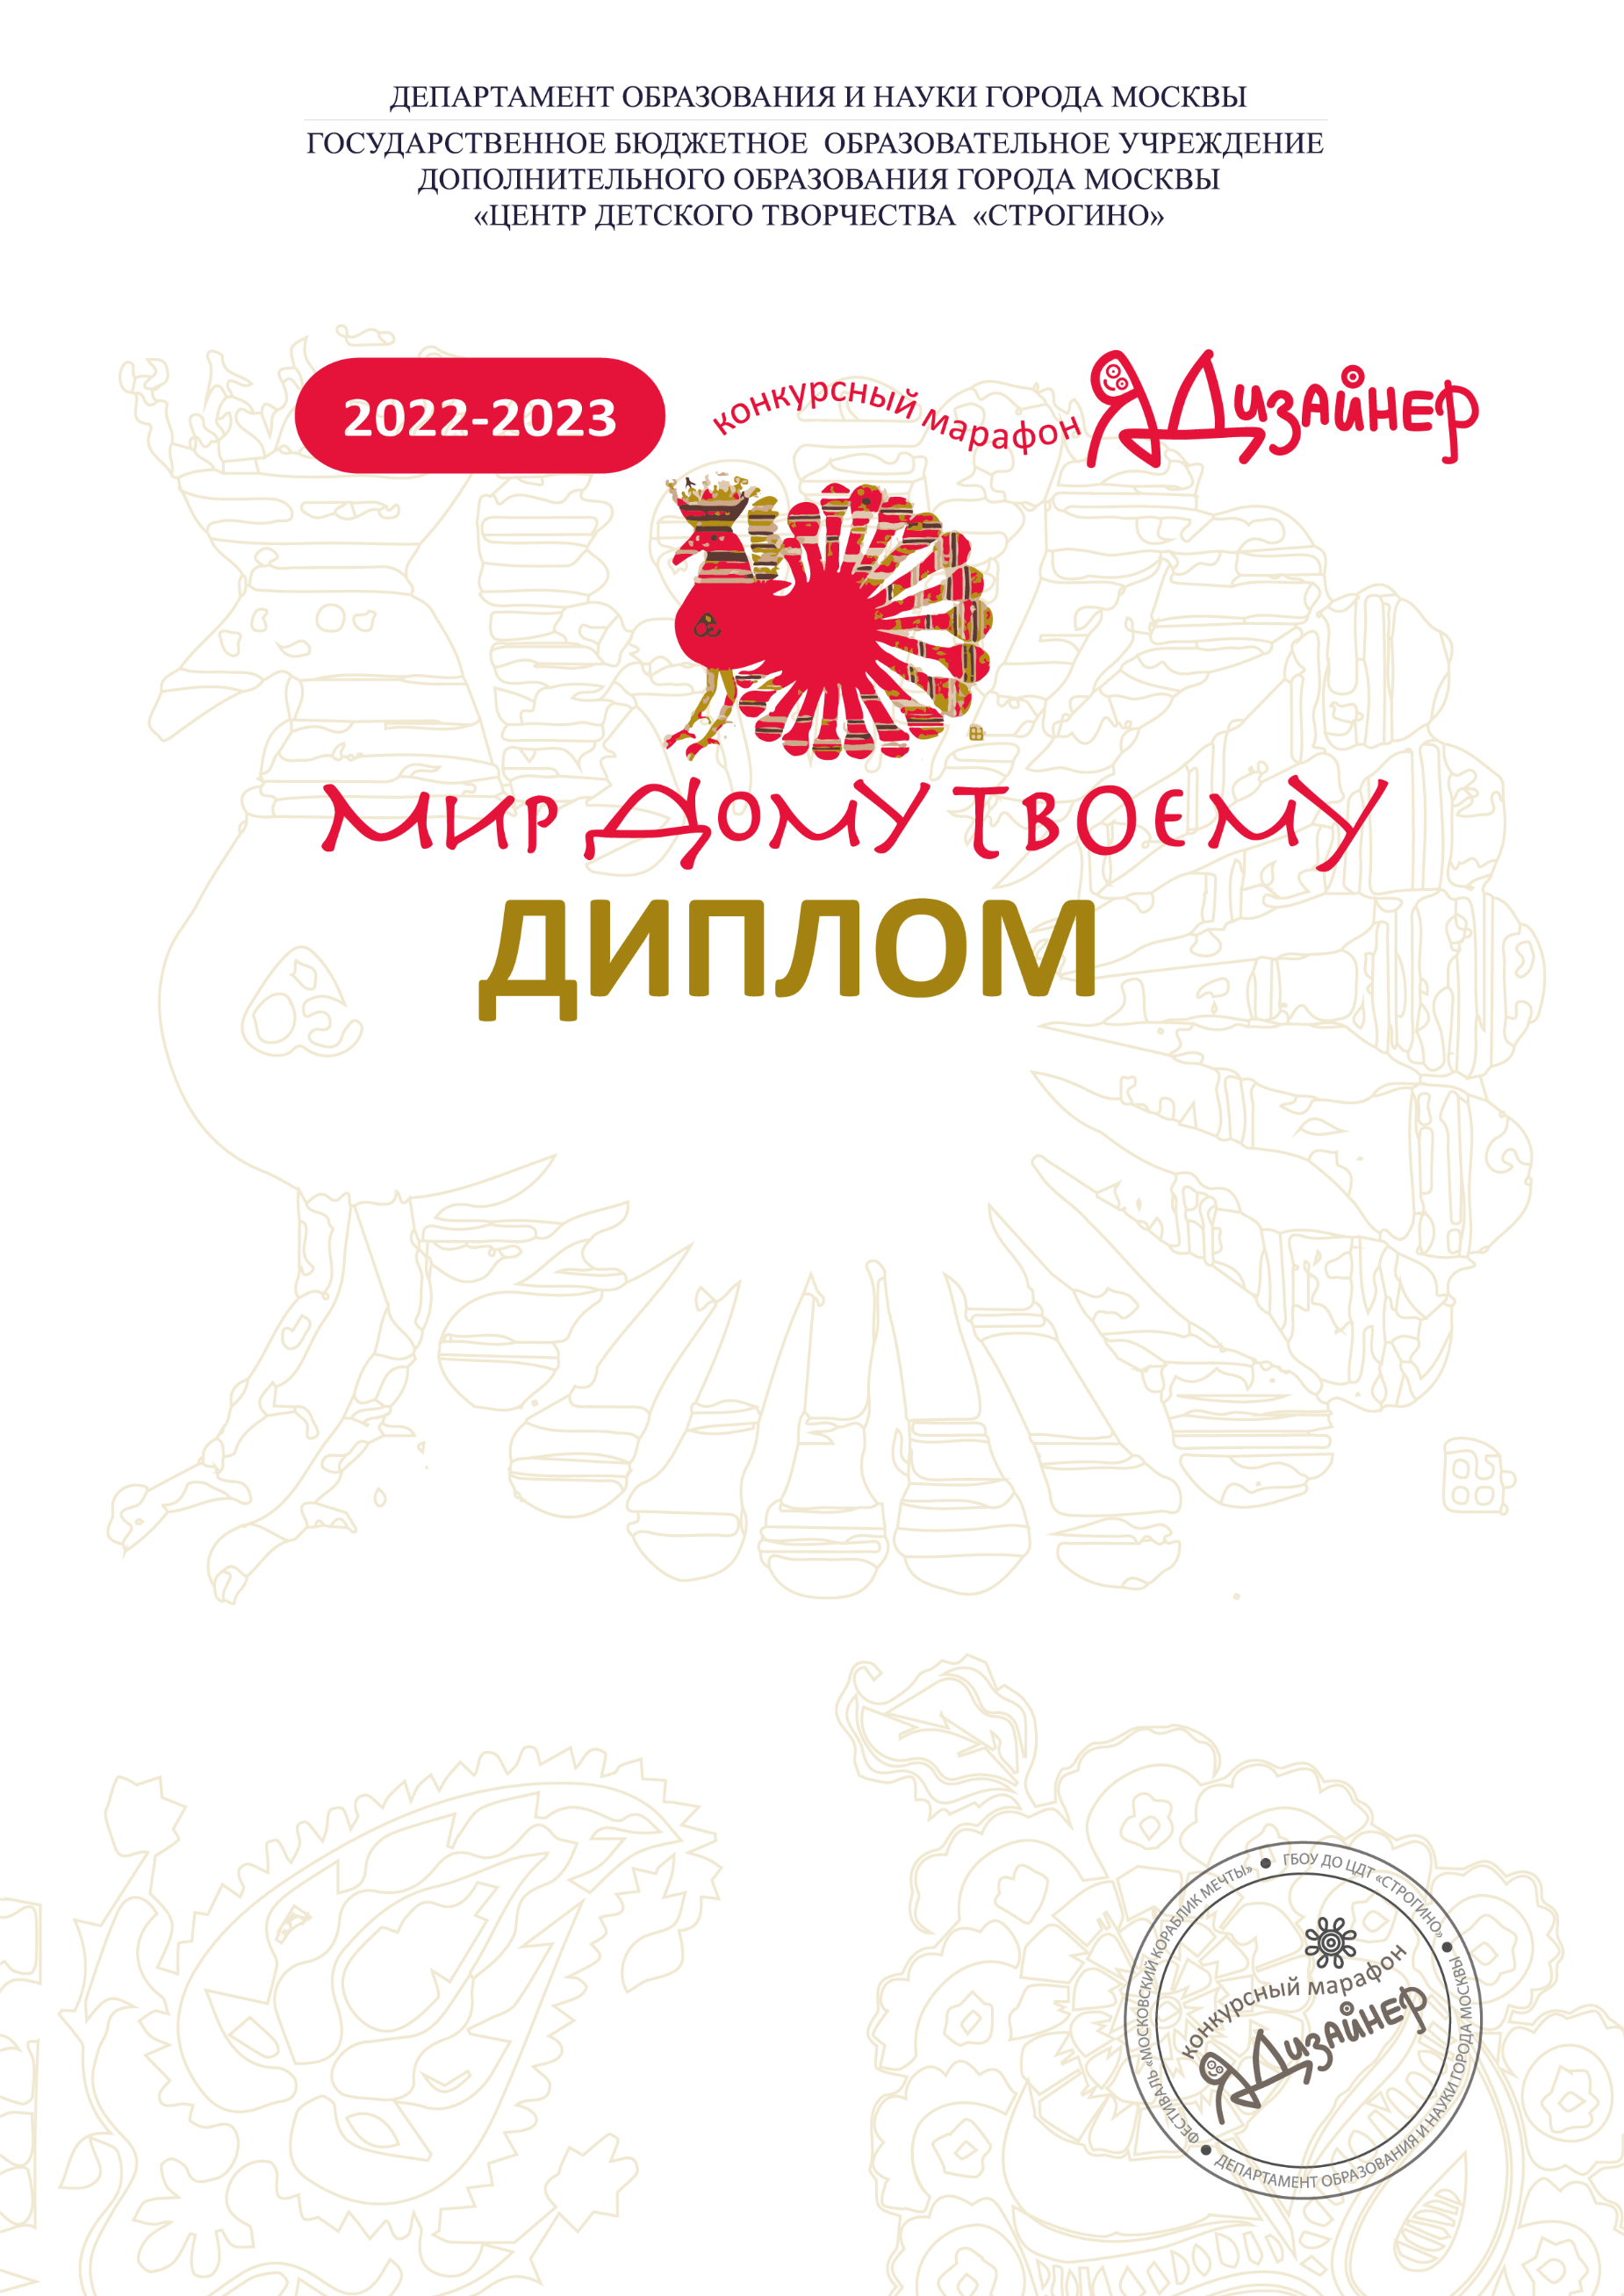 ДЕПАРТАМЕНТ ОБРАЗОВАНИЯ И НАУКИ ГОРОДА МОСКВЫ
ГОСУДАРСТВЕННОЕ БЮДЖЕТНОЕ ОБРАЗОВАТЕЛЬНОЕ УЧРЕЖДЕНИЕ
ДОПОЛНИТЕЛЬНОГО ОБРАЗОВАНИЯ ГОРОДА МОСКВЫ
«ЦЕНТР ДЕТСКОГО ТВОРЧЕСТВА «СТРОГИНО»
2022-2023
конкурсный марафон
Я Дизайнер
Мир Дому Твоему
ДИПЛОМ
ФЕСТИВАЛЬ «МОСКОВСКИЙ КОРАБЛИК МЕЧТЫ» ● ГБОУ ДО ЦДТ «СТРОГИНО» ● ДЕПАРТАМЕНТ ОБРАЗОВАНИЯ И НАУКИ ГОРОДА МОСКВЫ ●
конкурсный марафон
Я Дизайнер